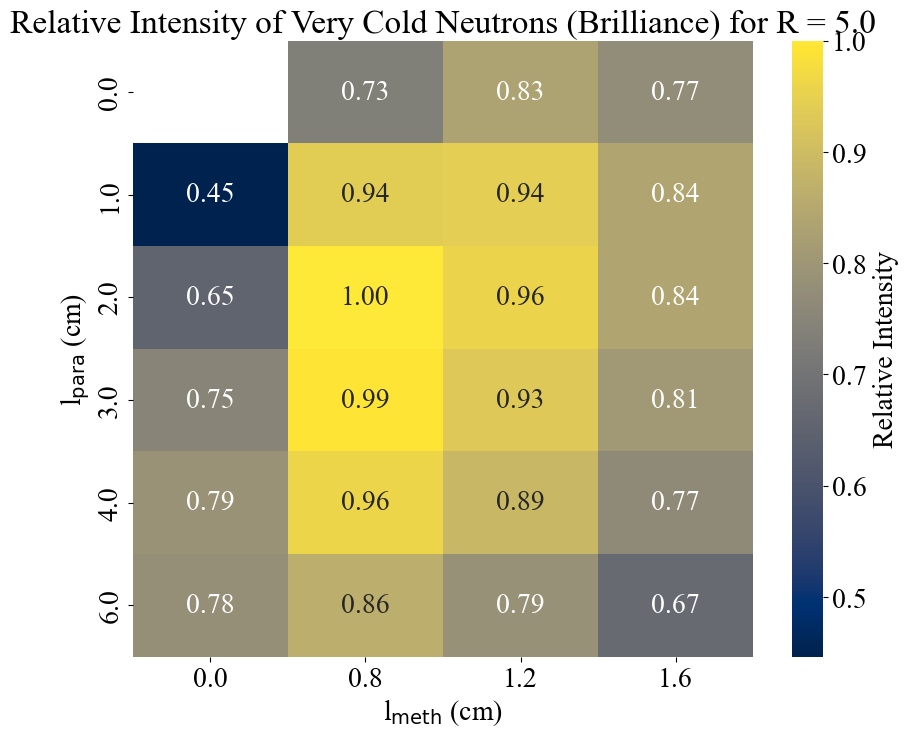 Relative Intensity of Very Cold Neutrons (Brilliance) for R = 5.0
0.0 0.73 0.83 0.77
1.0 0.45 0.94 0.94 0.84
2.0 0.65 1.00 0.96 0.84
3.0 0.75 0.99 0.93 0.81
4.0 0.79 0.96 0.89 0.77
6.0 0.78 0.86 0.79 0.67
l_para (cm)
0.0 0.8 1.2 1.6
l_meth (cm)
1.0
0.9
0.8
0.7
0.6
0.5
Relative Intensity